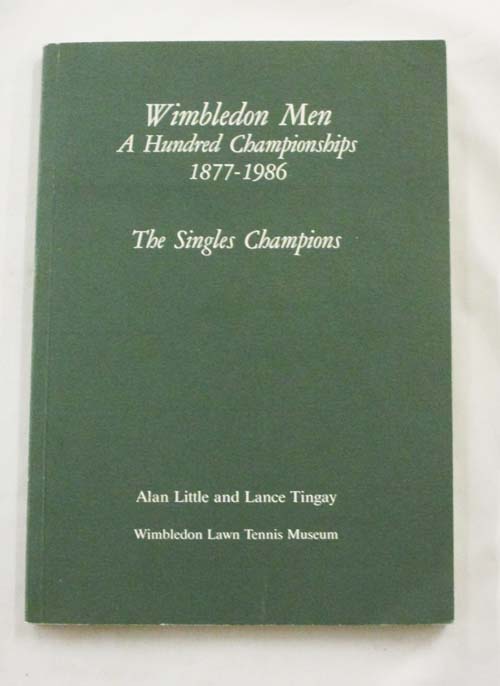 Wimbledon Men
A Hundred Championships
1877-1986
The Singles Champions
Alan Little and Lance Tingay
Wimbledon Lawn Tennis Museum